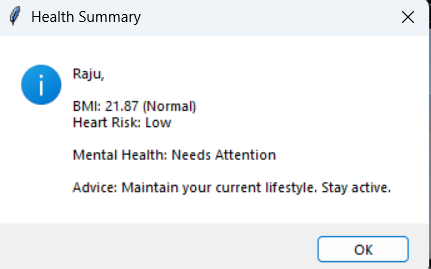 Health Summary
Raju,
BMI: 21.87 (Normal)
Heart Risk: Low
Mental Health: Needs Attention
Advice: Maintain your current lifestyle. Stay active.
OK